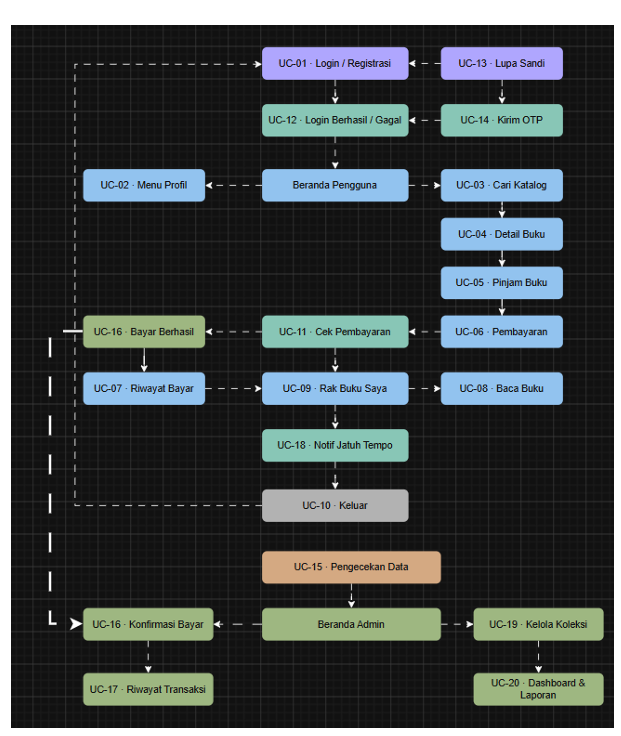 UC-01 · Login / Registrasi
UC-13 · Lupa Sandi
UC-12 · Login Berhasil / Gagal
UC-14 · Kirim OTP
UC-02 · Menu Profil
Beranda Pengguna
UC-03 · Cari Katalog
UC-04 · Detail Buku
UC-05 · Pinjam Buku
UC-16 · Bayar Berhasil
UC-11 · Cek Pembayaran
UC-06 · Pembayaran
UC-07 · Riwayat Bayar
UC-09 · Rak Buku Saya
UC-08 · Baca Buku
UC-18 · Notif Jatuh Tempo
UC-10 · Keluar
UC-15 · Pengecekan Data
UC-16 · Konfirmasi Bayar
Beranda Admin
UC-19 · Kelola Koleksi
UC-17 · Riwayat Transaksi
UC-20 · Dashboard &
Laporan